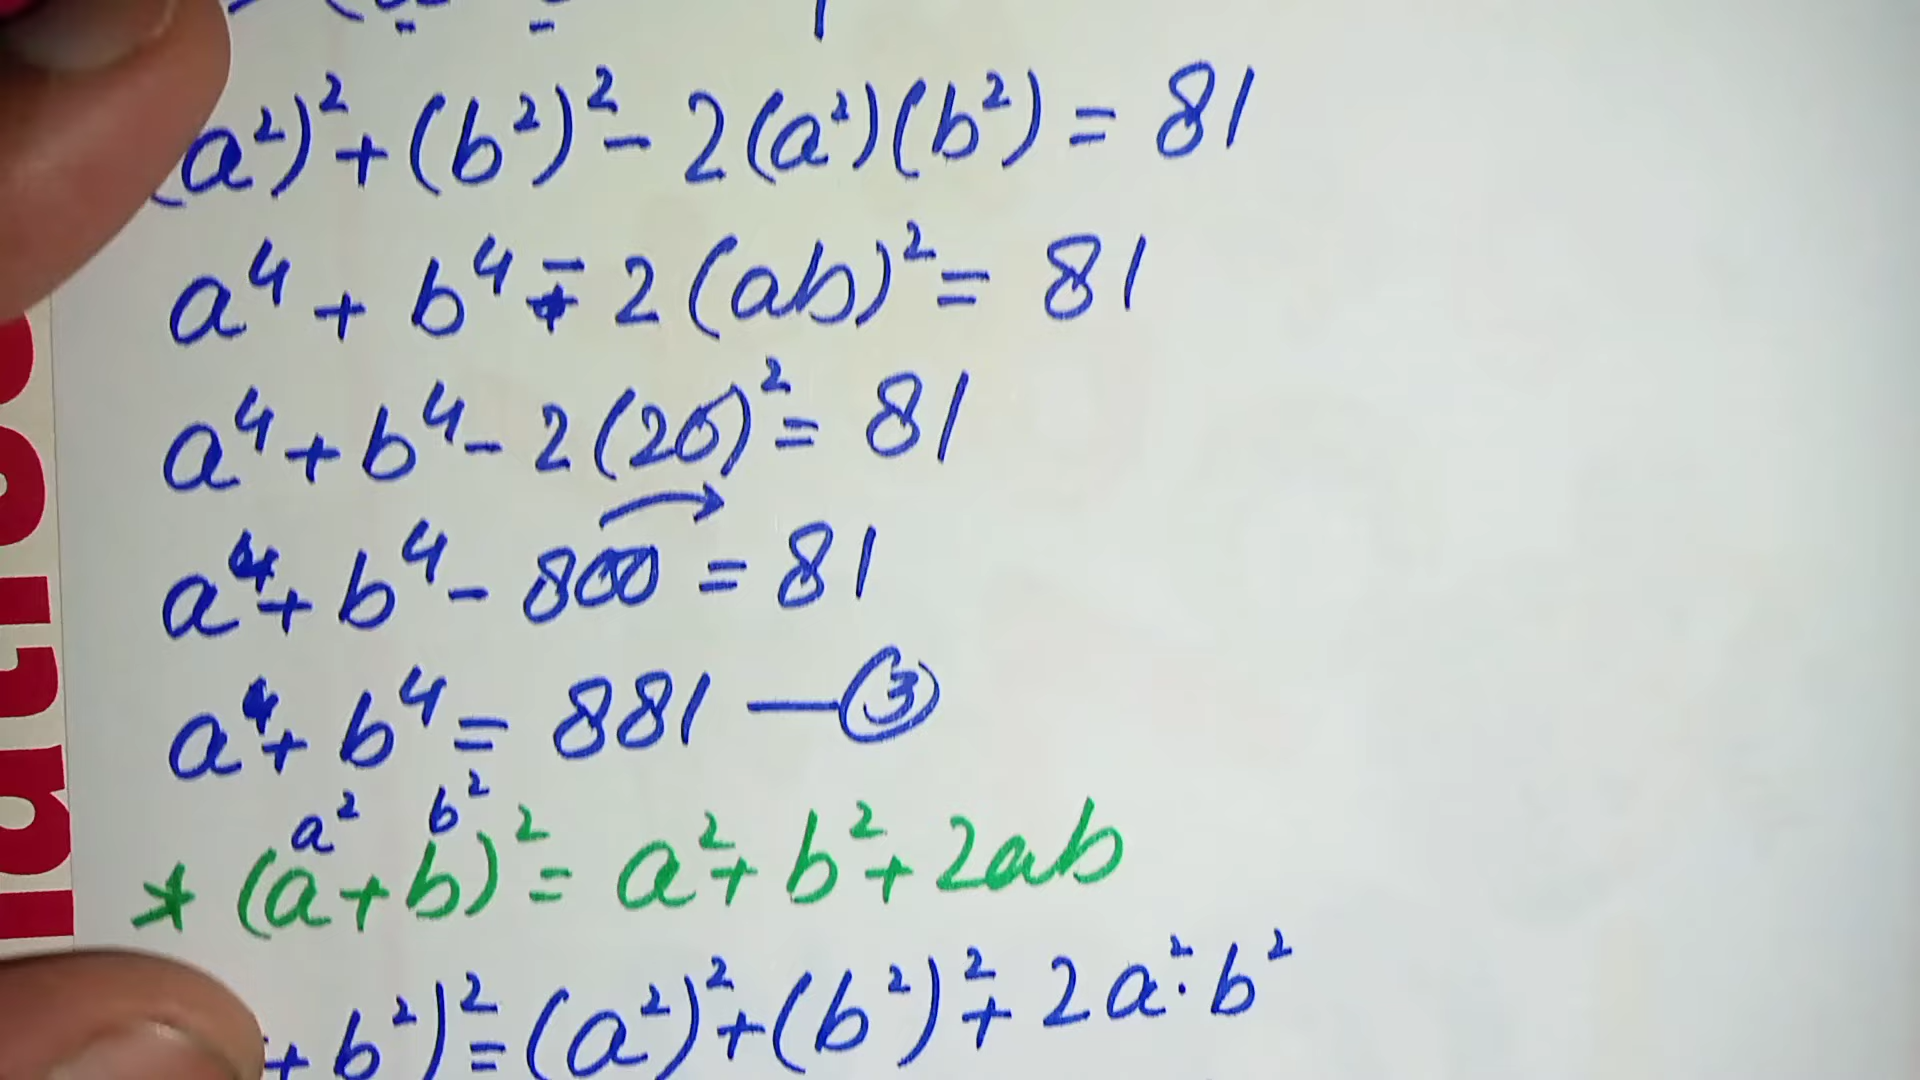 (a²)² + (b²)² - 2(a²)(b²) = 81
a⁴ + b⁴ - 2(ab)² = 81
a⁴ + b⁴ - 2(20)² = 81
a⁴ + b⁴ - 800 = 81
a⁴ + b⁴ = 881 — ③
a² b²
* (a+b)² = a² + b² + 2ab
+ b²)² = (a²)² + (b²)² + 2a²·b²